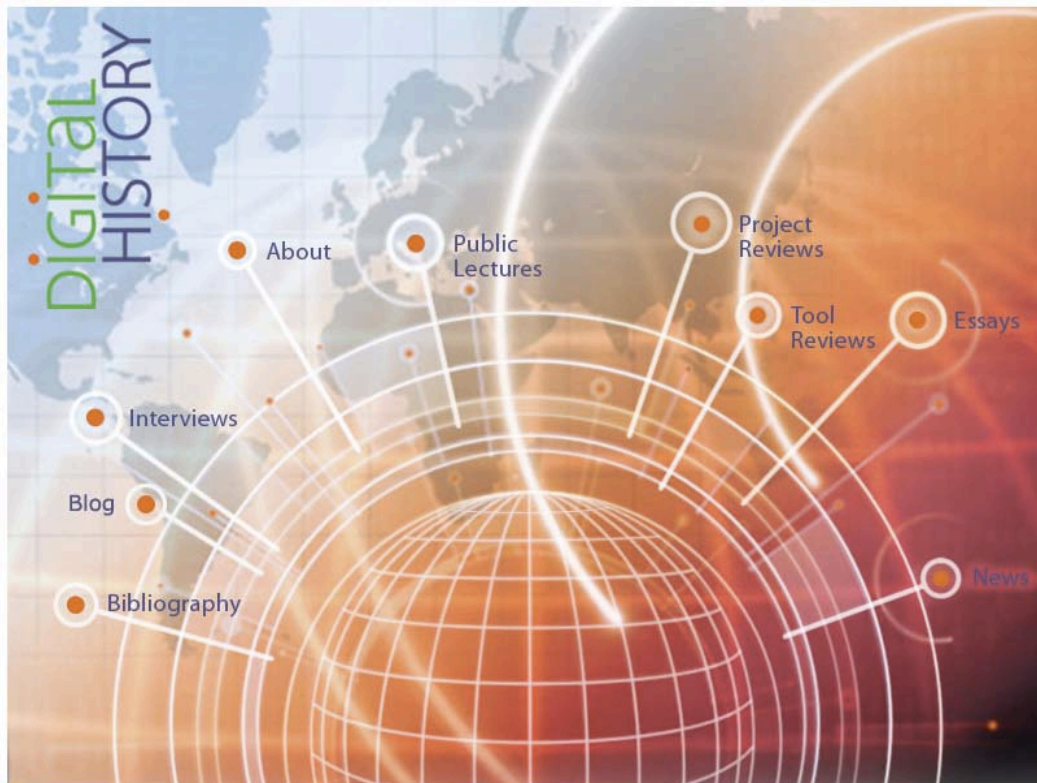 DIGITAL
HISTORY
About
Public
Lectures
Project
Reviews
Tool
Reviews
Essays
Interviews
Blog
Bibliography
News